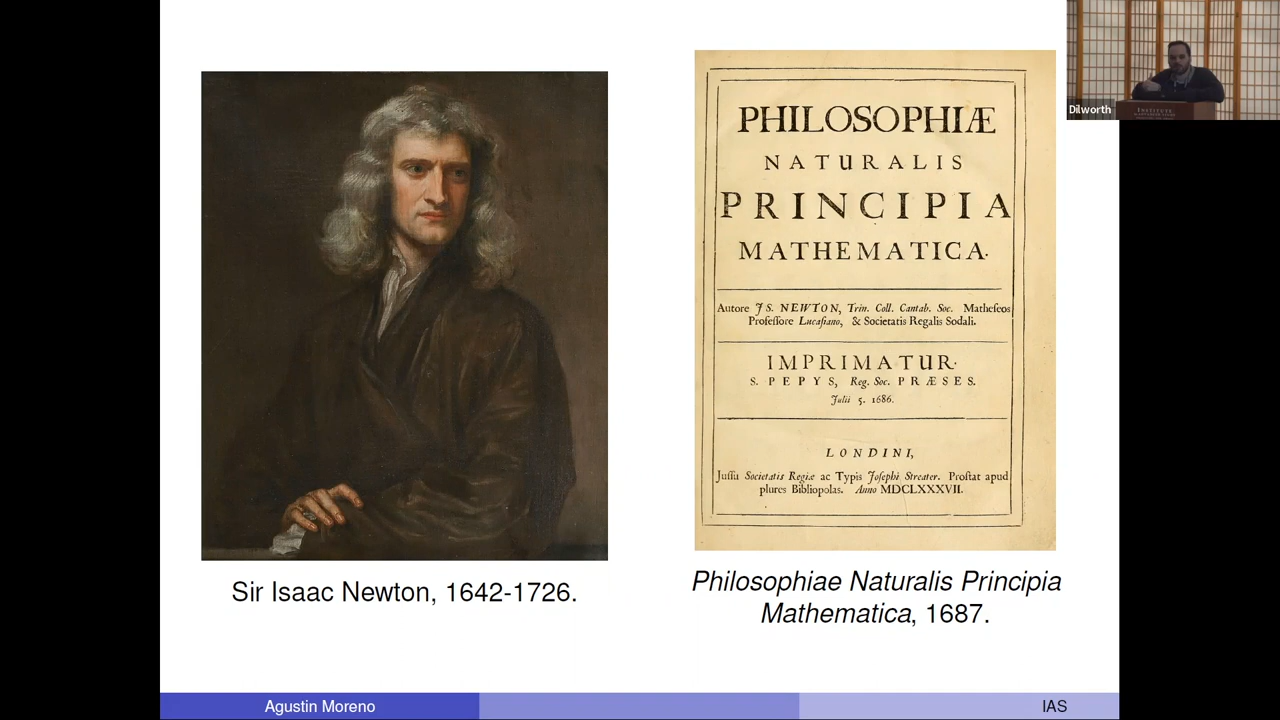 PHILOSOPHIÆ
NATURALIS
PRINCIPIA
MATHEMATICA.
Autore JS. NEWTON, Trin. Coll. Cantab. Soc. Matheseos
Professore Lucasiano, & Societatis Regalis Sodali.
IMPRIMATUR.
S. PEPYS, Reg. Soc. PRÆSES.
Julii 5. 1686.
LONDINI,
Jussu Societatis Regiæ ac Typis Josephi Streater. Prostat apud
plures Bibliopolas. Anno MDCLXXXVII.
Sir Isaac Newton, 1642-1726.
Philosophiae Naturalis Principia
Mathematica, 1687.
Agustin Moreno
IAS
Dilworth
INSTITUTE